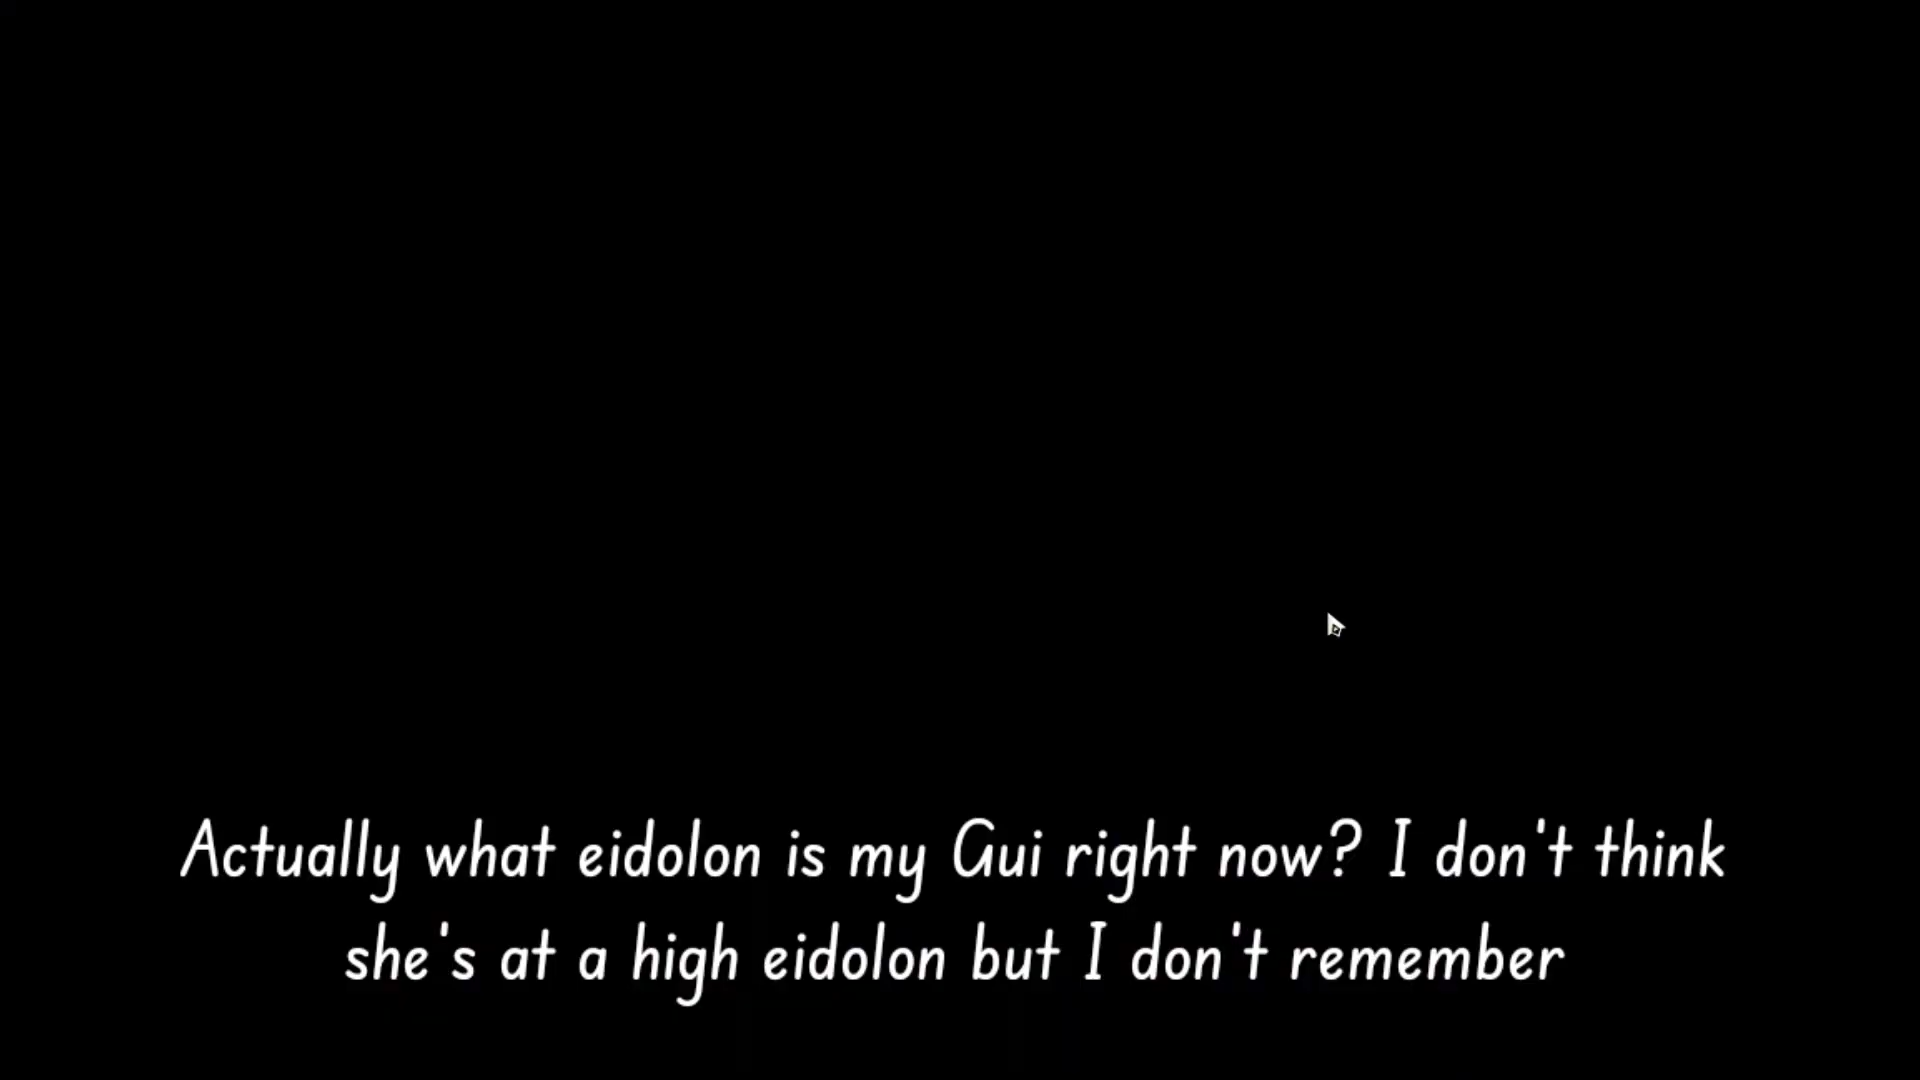 Actually what eidolon is my Gui right now? I don't think
she's at a high eidolon but I don't remember